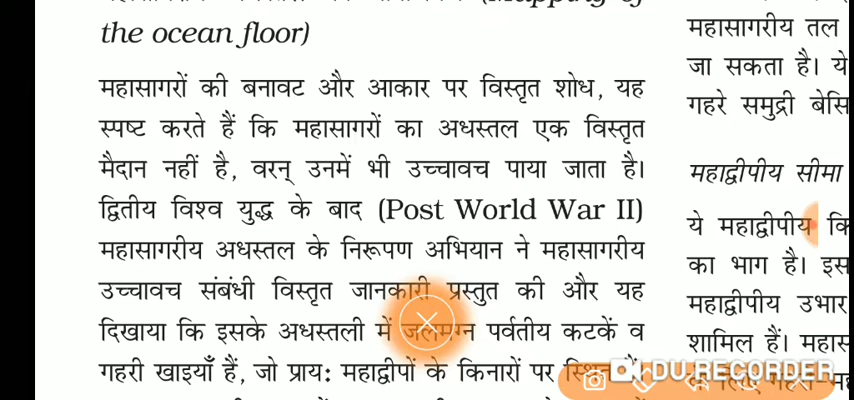 the ocean floor)
महासागरों की बनावट और आकार पर विस्तृत शोध, यह
स्पष्ट करते हैं कि महासागरों का अधस्तल एक विस्तृत
मैदान नहीं है, वरन् उनमें भी उच्चावच पाया जाता है।
द्वितीय विश्व युद्ध के बाद (Post World War II)
महासागरीय अधस्तल के निरूपण अभियान ने महासागरीय
उच्चावच संबंधी विस्तृत जानकारी प्रस्तुत की और यह
दिखाया कि इसके अधस्तली में जलमग्न पर्वतीय कटकें व
गहरी खाइयाँ हैं, जो प्राय: महाद्वीपों के किनारों पर स्थित हैं
महासागरीय तल
जा सकता है। ये
गहरे समुद्री बेसि
महाद्वीपीय सीमा
ये महाद्वीपीय कि
का भाग है। इस
महाद्वीपीय उभार
शामिल हैं। महास
DU RECORDER